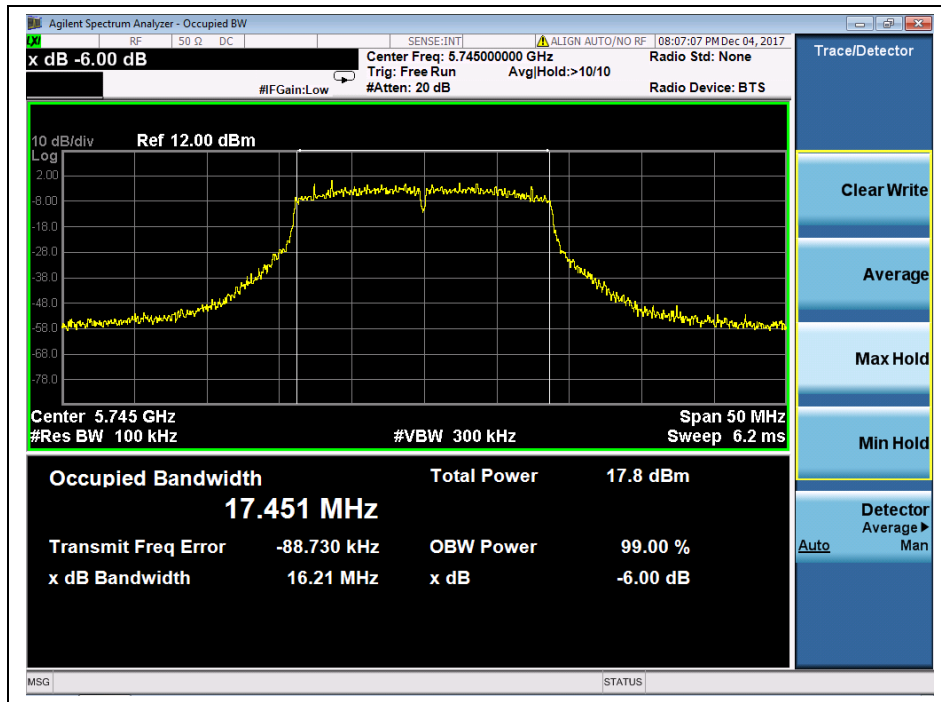 Agilent Spectrum Analyzer - Occupied BW
LXI RF 50 Ω DC SENSE:INT ALIGN AUTO/NO RF 08:07:07 PM Dec 04, 2017
x dB -6.00 dB Center Freq: 5.745000000 GHz Radio Std: None Trace/Detector
Trig: Free Run Avg|Hold:>10/10
#IFGain:Low #Atten: 20 dB Radio Device: BTS
10 dB/div Ref 12.00 dBm
Log
2.00
-8.00
-18.0
-28.0
-38.0
-48.0
-58.0
-68.0
-78.0
Center 5.745 GHz Span 50 MHz
#Res BW 100 kHz #VBW 300 kHz Sweep 6.2 ms
Occupied Bandwidth Total Power 17.8 dBm
17.451 MHz
Transmit Freq Error -88.730 kHz OBW Power 99.00 %
x dB Bandwidth 16.21 MHz x dB -6.00 dB
Clear Write
Average
Max Hold
Min Hold
Detector
Average▶
Auto Man
MSG STATUS